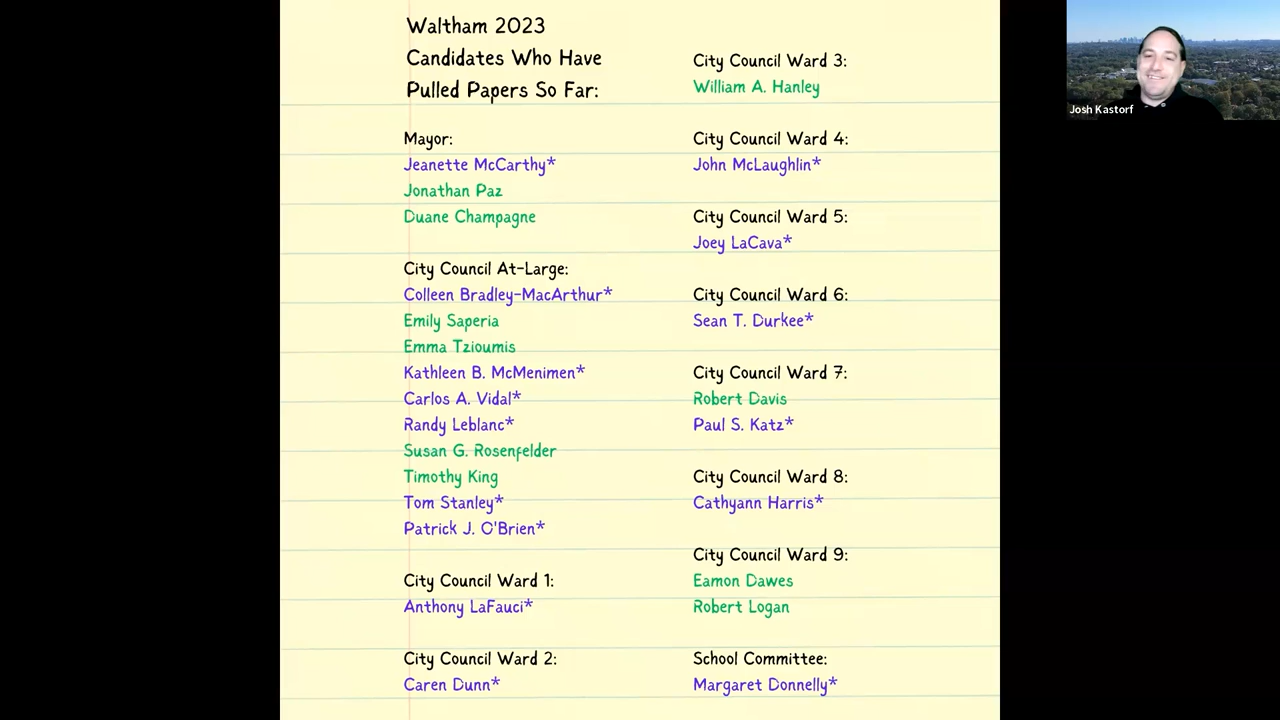 Waltham 2023
Candidates Who Have
Pulled Papers So Far:
Mayor:
Jeanette McCarthy*
Jonathan Paz
Duane Champagne
City Council At-Large:
Colleen Bradley-MacArthur*
Emily Saperia
Emma Tzioumis
Kathleen B. McMenimen*
Carlos A. Vidal*
Randy Leblanc*
Susan G. Rosenfelder
Timothy King
Tom Stanley*
Patrick J. O'Brien*
City Council Ward 1:
Anthony LaFauci*
City Council Ward 2:
Caren Dunn*
City Council Ward 3:
William A. Hanley
City Council Ward 4:
John McLaughlin*
City Council Ward 5:
Joey LaCava*
City Council Ward 6:
Sean T. Durkee*
City Council Ward 7:
Robert Davis
Paul S. Katz*
City Council Ward 8:
Cathyann Harris*
City Council Ward 9:
Eamon Dawes
Robert Logan
School Committee:
Margaret Donnelly*
Josh Kastorf